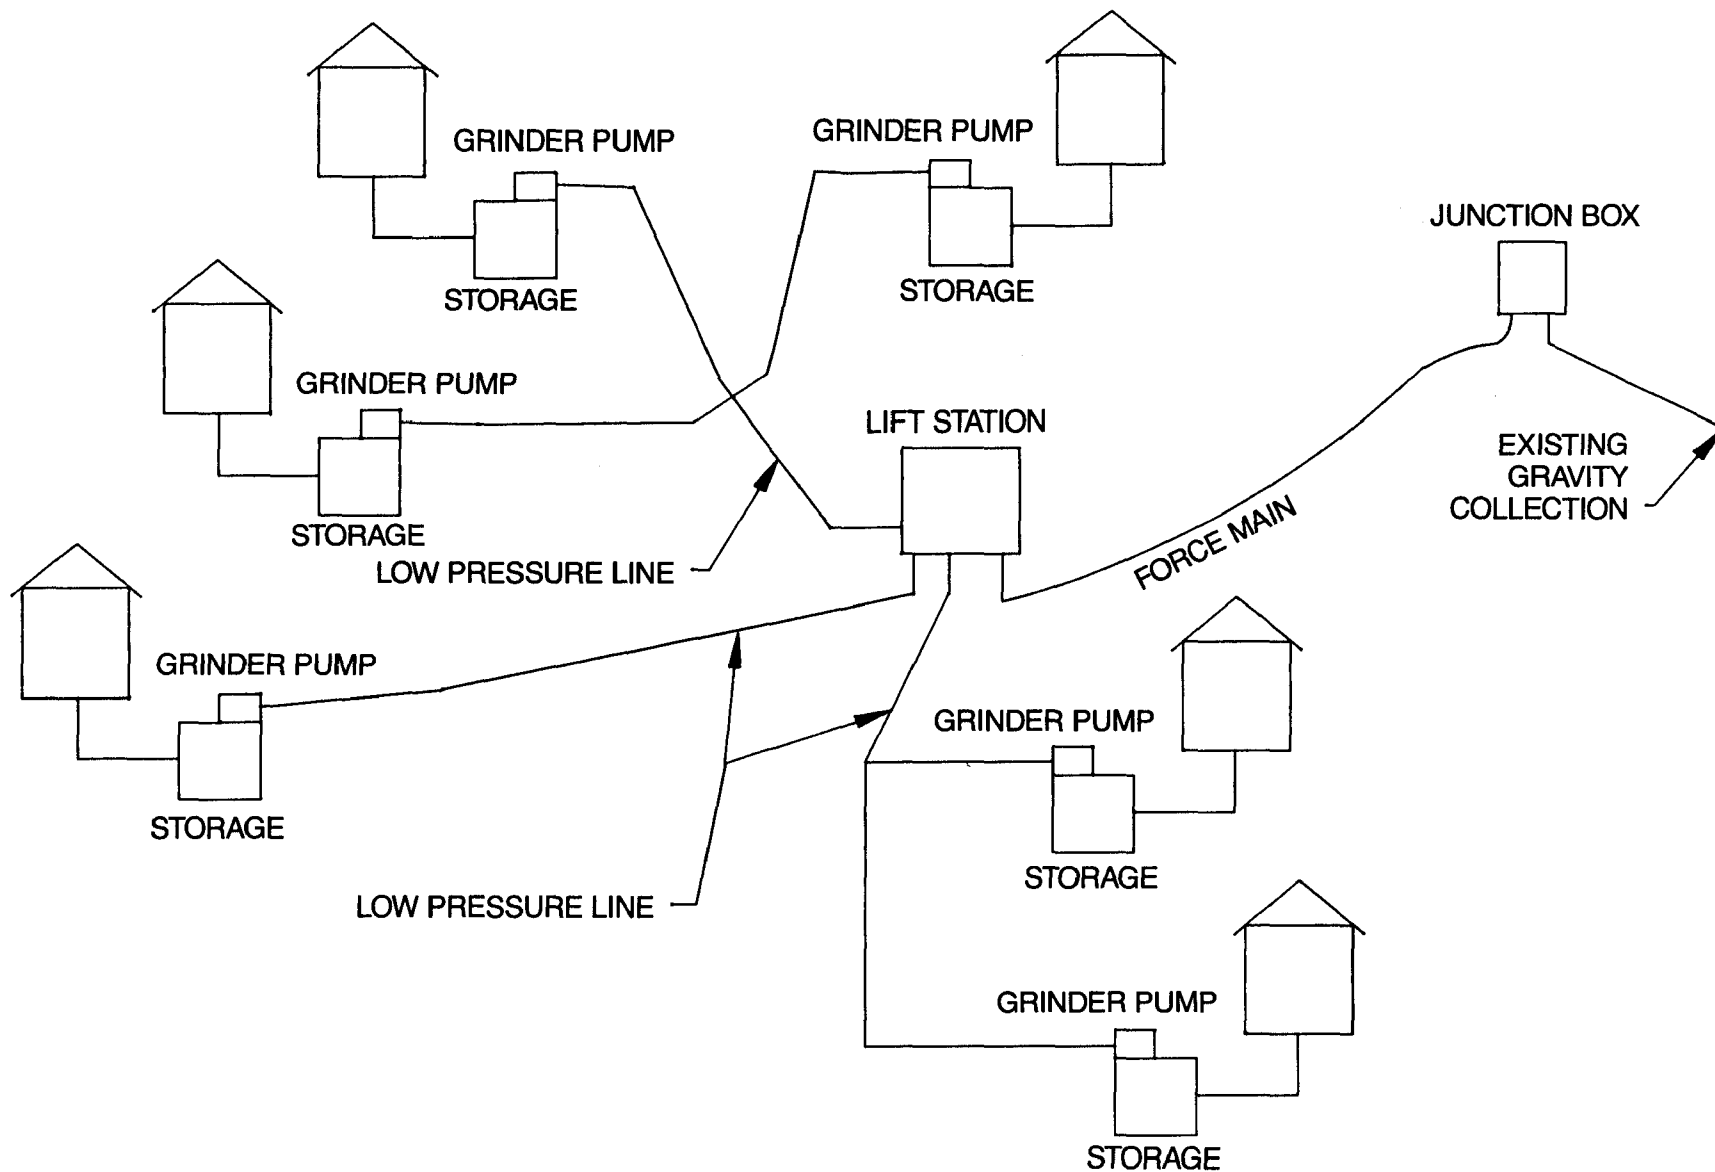 GRINDER PUMP
GRINDER PUMP
JUNCTION BOX
STORAGE
STORAGE
GRINDER PUMP
LIFT STATION
EXISTING
GRAVITY
COLLECTION
STORAGE
FORCE MAIN
LOW PRESSURE LINE
GRINDER PUMP
GRINDER PUMP
STORAGE
STORAGE
LOW PRESSURE LINE
GRINDER PUMP
STORAGE